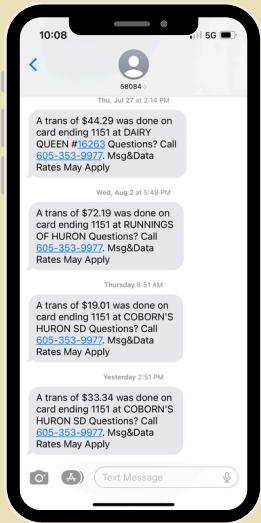 10:08
5G
58084 >
Thu, Jul 27 at 2:14 PM
A trans of $44.29 was done on
card ending 1151 at DAIRY
QUEEN #16263 Questions? Call
605-353-9977. Msg&Data
Rates May Apply
Wed, Aug 2 at 5:49 PM
A trans of $72.19 was done on
card ending 1151 at RUNNINGS
OF HURON Questions? Call
605-353-9977. Msg&Data
Rates May Apply
Thursday 8:51 AM
A trans of $19.01 was done on
card ending 1151 at COBORN'S
HURON SD Questions? Call
605-353-9977. Msg&Data
Rates May Apply
Yesterday 2:51 PM
A trans of $33.34 was done on
card ending 1151 at COBORN'S
HURON SD Questions? Call
605-353-9977. Msg&Data
Rates May Apply
Text Message